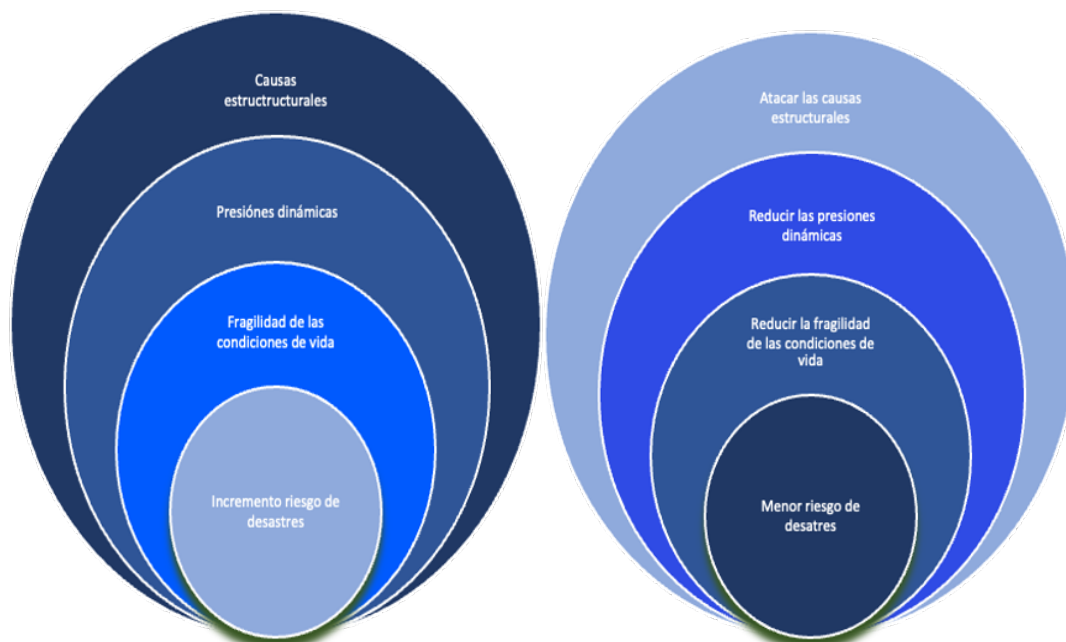 Causas
estructructurales
Presiónes dinámicas
Fragilidad de las
condiciones de vida
Incremento riesgo de
desastres
Atacar las causas
estructurales
Reducir las presiones
dinámicas
Reducir la fragilidad
de las condiciones de
vida
Menor riesgo de
desatres